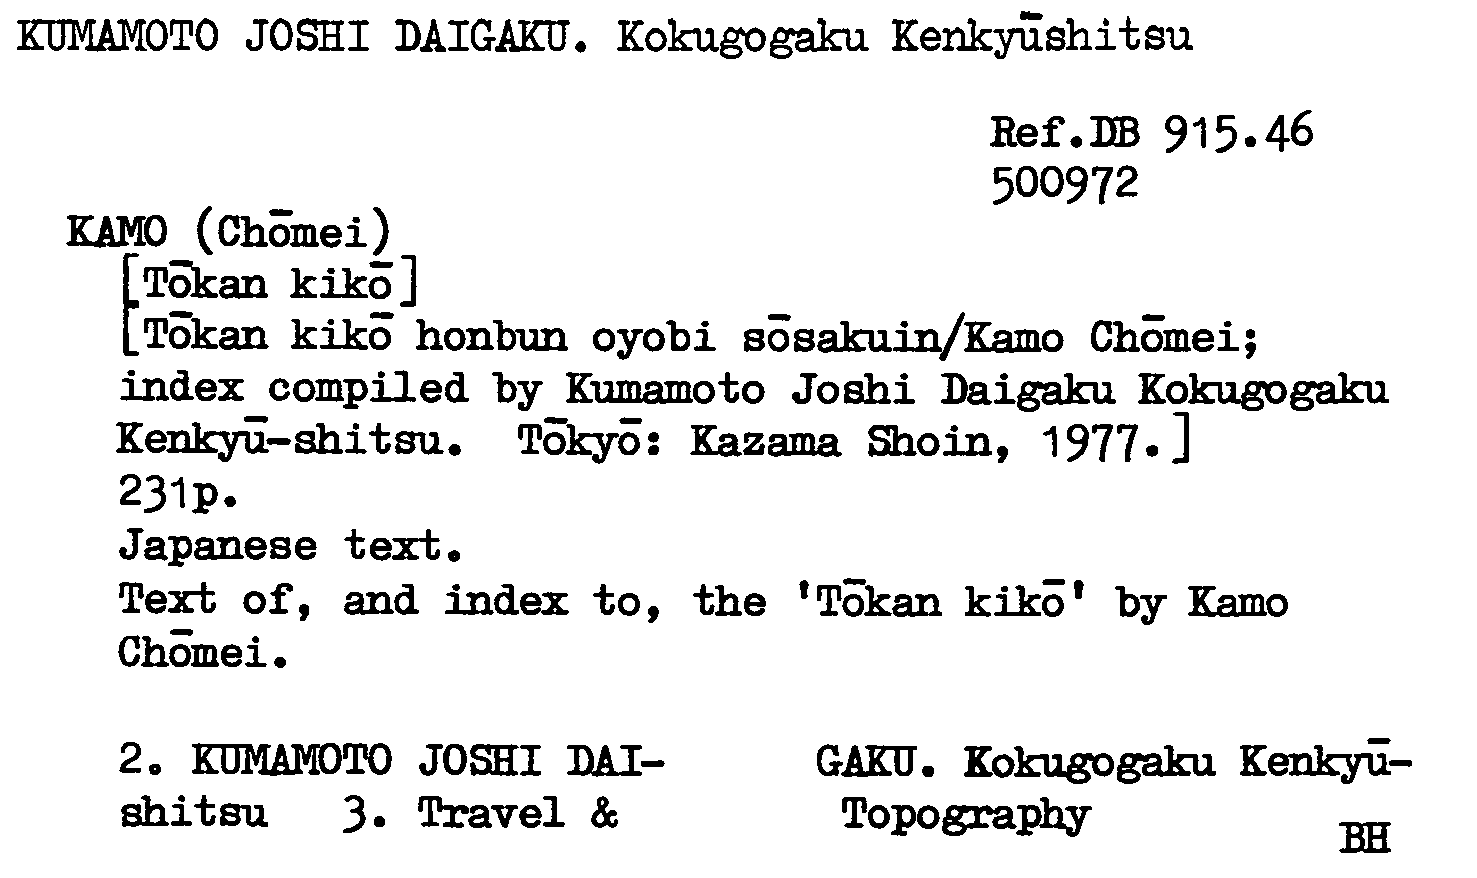 KUMAMOTO JOSHI DAIGAKU. Kokugogaku Kenkyūshitsu
Ref.DB 915.46
500972
KAMO (Chōmei)
[Tōkan kikō]
[Tōkan kikō honbun oyobi sōsakuin/Kamo Chōmei;
index compiled by Kumamoto Joshi Daigaku Kokugogaku
Kenkyū-shitsu. Tōkyō: Kazama Shoin, 1977.]
231p.
Japanese text.
Text of, and index to, the 'Tōkan kikō' by Kamo
Chōmei.
2. KUMAMOTO JOSHI DAI- GAKU. Kokugogaku Kenkyū-
shitsu 3. Travel & Topography
BH